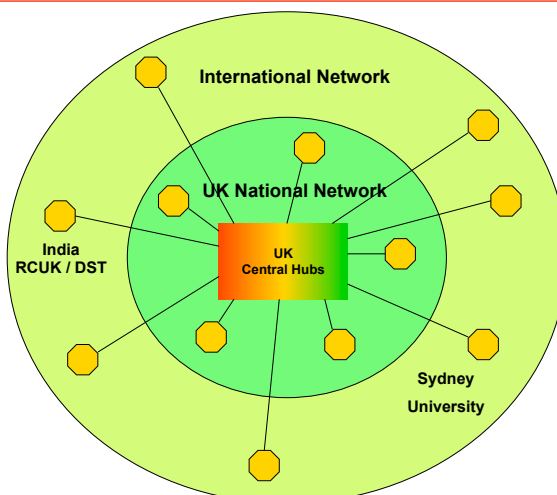 International Network
UK National Network
UK
Central Hubs
India
RCUK / DST
Sydney
University